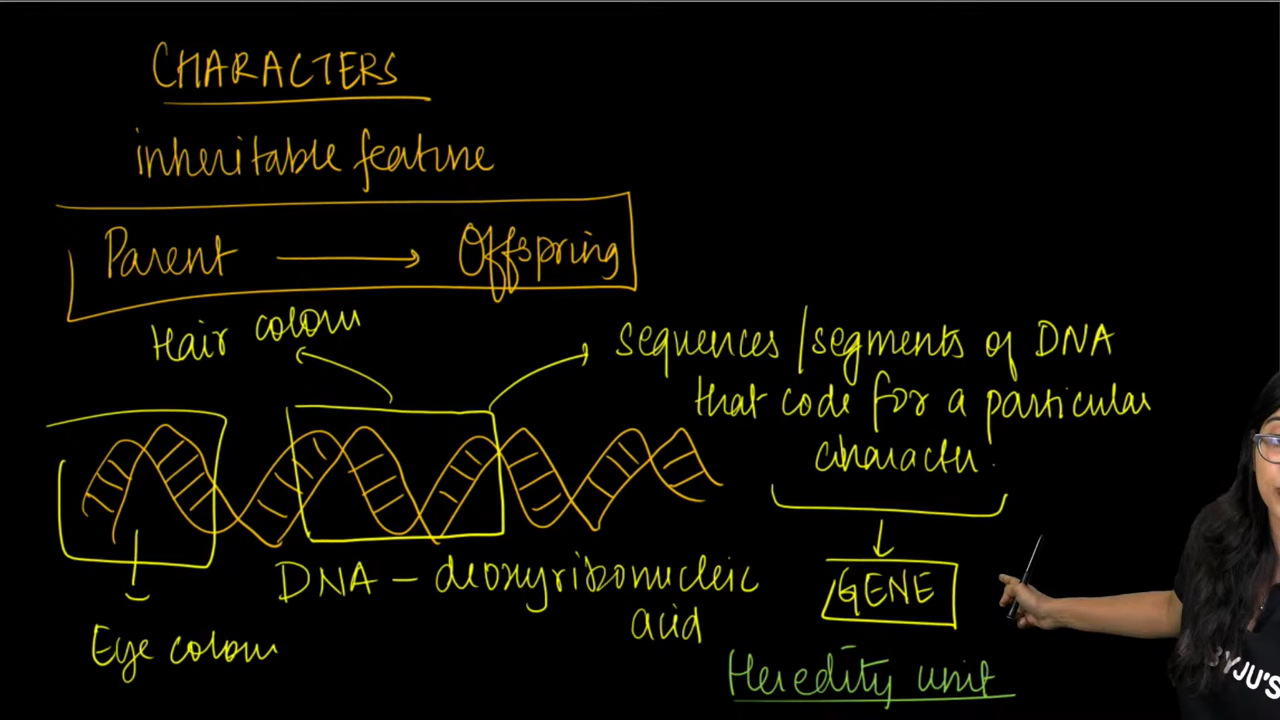 CHARACTERS
inheritable feature
Parent → Offspring
Hair colour
sequences/segments of DNA
that code for a particular
character.
DNA - deoxyribonucleic
acid
GENE
Eye colour
Heredity unit
BYJU'S